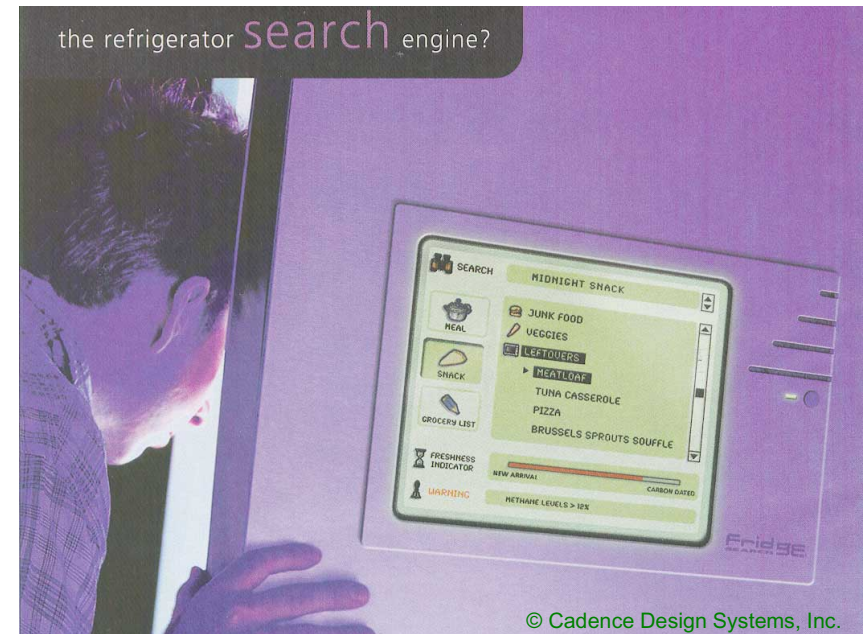 the refrigerator search engine?
SEARCH
MIDNIGHT SNACK
MEAL
SNACK
GROCERY LIST
JUNK FOOD
VEGGIES
LEFTOVERS
MEATLOAF
TUNA CASSEROLE
PIZZA
BRUSSELS SPROUTS SOUFFLE
FRESHNESS
INDICATOR
NEW ARRIVAL
CARBON DATED
WARNING
METHANE LEVELS > 12%
Fridge
© Cadence Design Systems, Inc.